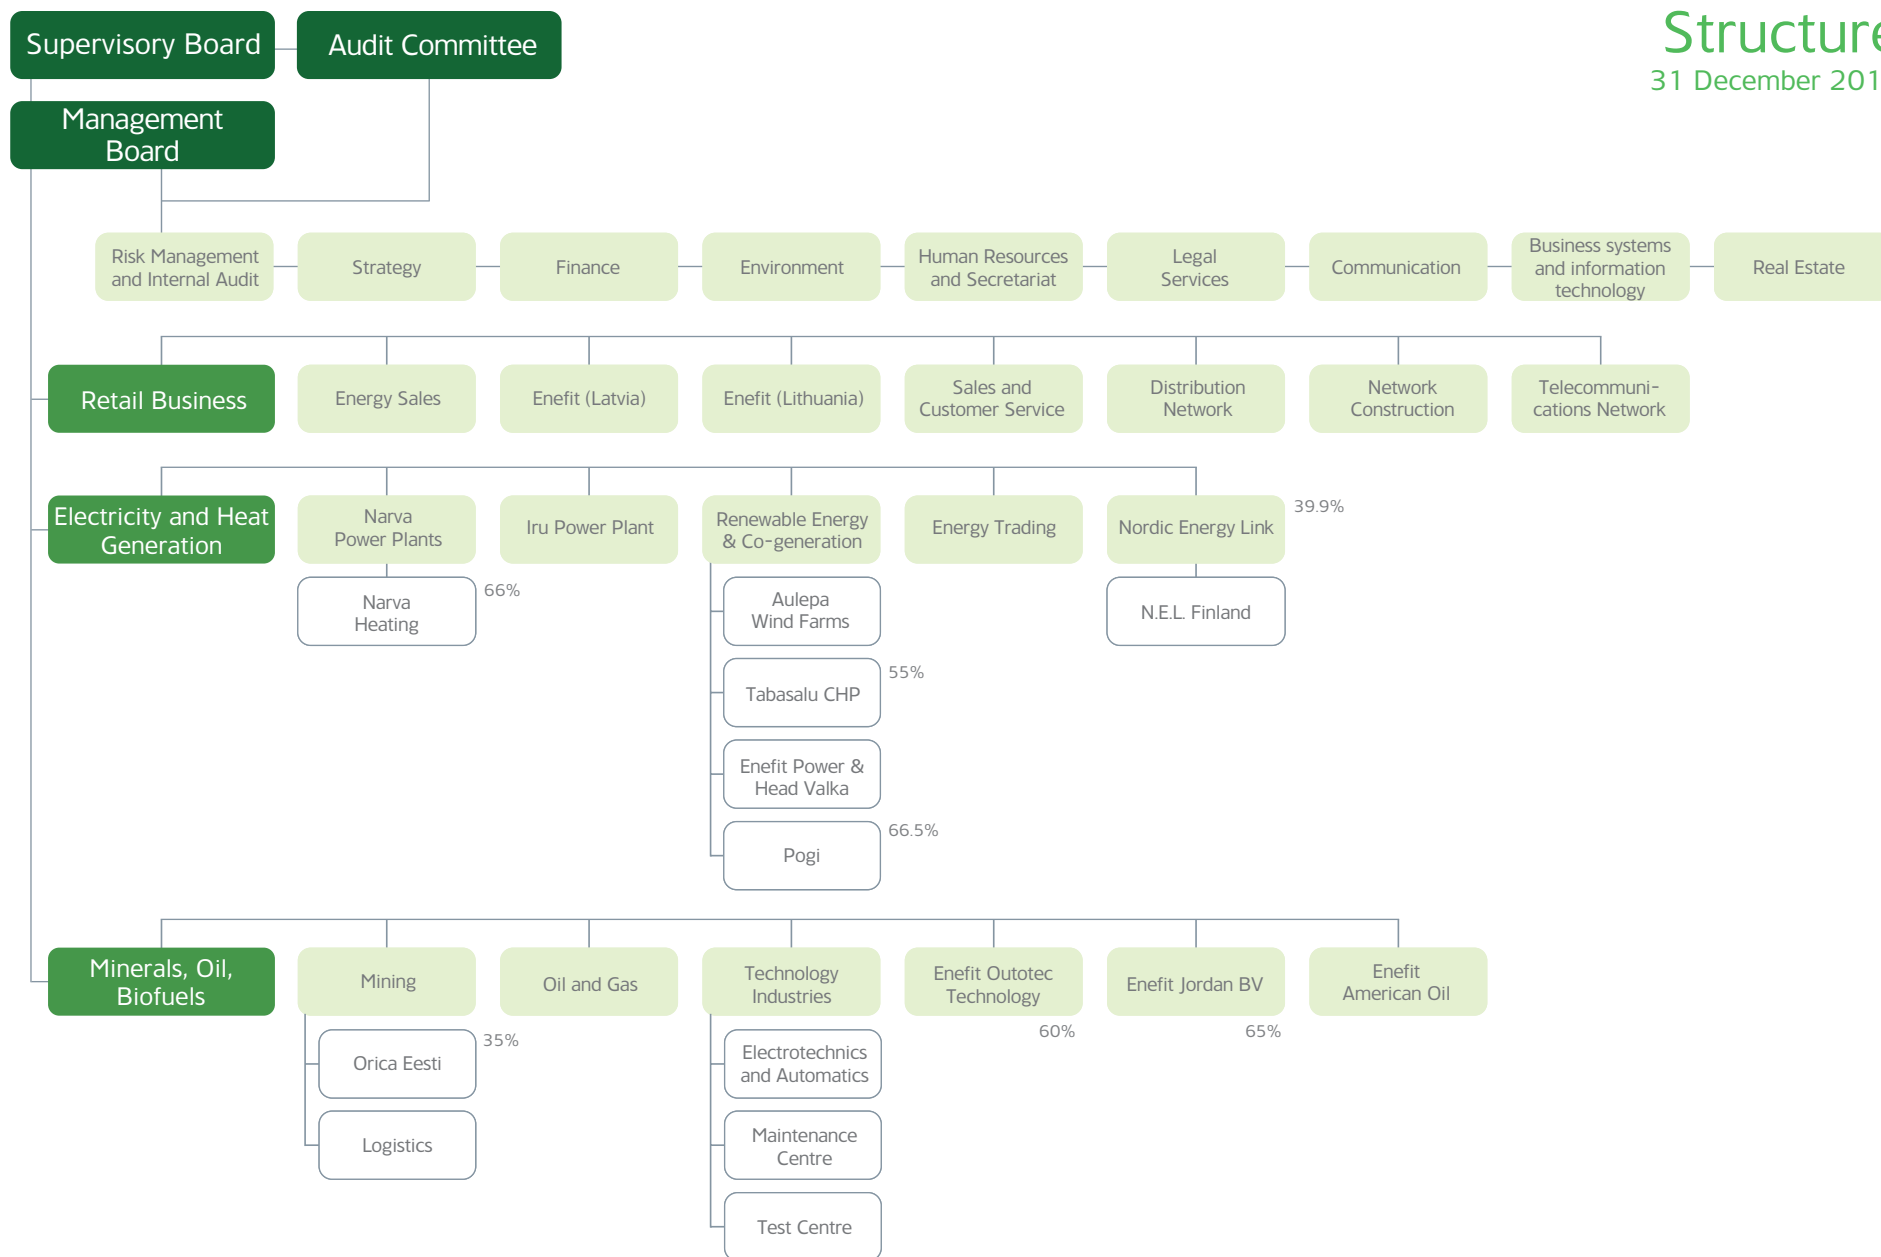 Structure
31 December 201
Supervisory Board
Audit Committee
Management
Board
Risk Management
and Internal Audit
Strategy
Finance
Environment
Human Resources
and Secretariat
Legal
Services
Communication
Business systems
and information
technology
Real Estate
Retail Business
Energy Sales
Enefit (Latvia)
Enefit (Lithuania)
Sales and
Customer Service
Distribution
Network
Network
Construction
Telecommuni-
cations Network
Electricity and Heat
Generation
Narva
Power Plants
Iru Power Plant
Renewable Energy
& Co-generation
Energy Trading
Nordic Energy Link
39.9%
Narva
Heating
66%
Aulepa
Wind Farms
N.E.L. Finland
Tabasalu CHP
55%
Enefit Power &
Head Valka
Pogi
66.5%
Minerals, Oil,
Biofuels
Mining
Oil and Gas
Technology
Industries
Enefit Outotec
Technology
60%
Enefit Jordan BV
65%
Enefit
American Oil
Orica Eesti
35%
Logistics
Electrotechnics
and Automatics
Maintenance
Centre
Test Centre